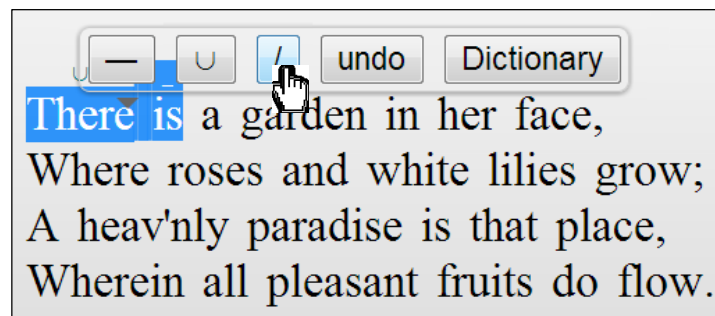 — ∪ / undo Dictionary
There is a garden in her face,
Where roses and white lilies grow;
A heav'nly paradise is that place,
Wherein all pleasant fruits do flow.